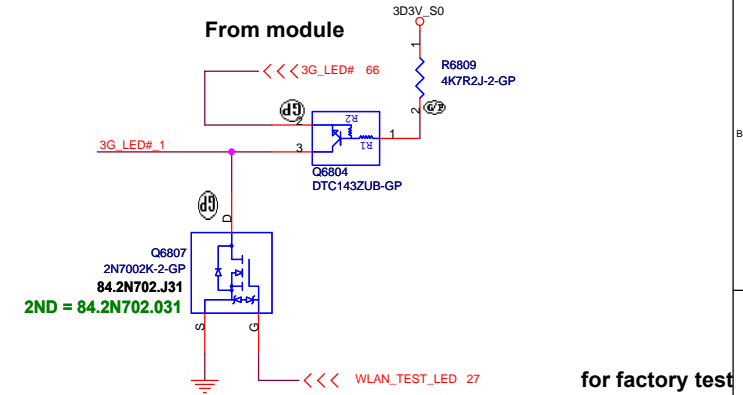 3D3V_S0
From module
1
3G_LED# 66
R6809
4K7R2J-2-GP
GP
2
G/P
2
R2
R1
1
3G_LED#_1
3
Q6804
DTC143ZUB-GP
B
GP
D
Q6807
2N7002K-2-GP
84.2N702.J31
2ND = 84.2N702.031
S
G
WLAN_TEST_LED 27
for factory test